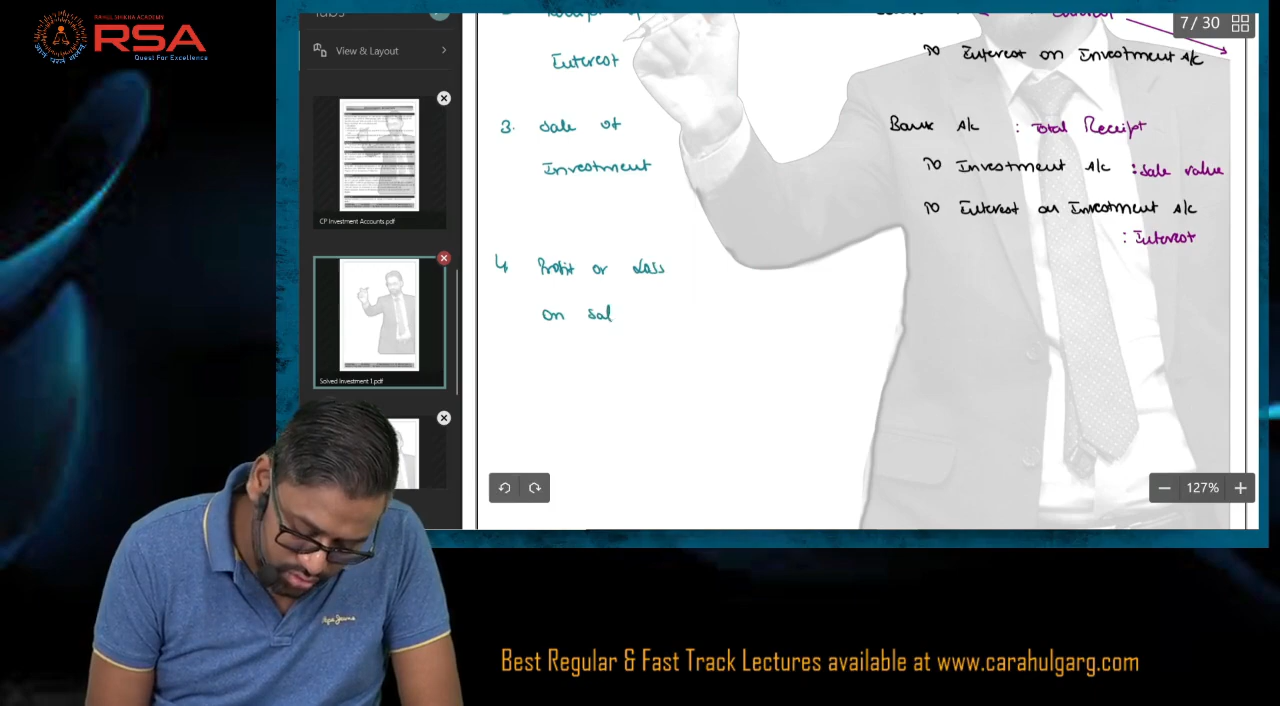 RAHUL SHIKHA ACADEMY
RSA
Quest For Excellence
View & Layout
CP Investment Accounts.pdf
Solved Investment 1.pdf
7 / 30
Interest
To Interest on Investment A/c
3. Sale of
Investment
Bank A/c : Total Receipt
To Investment A/c : Sale value
To Interest on Investment A/c
: Interest
4 Profit or Loss
on Sal
127%
Pepe Jeans
Best Regular & Fast Track Lectures available at www.carahulgarg.com